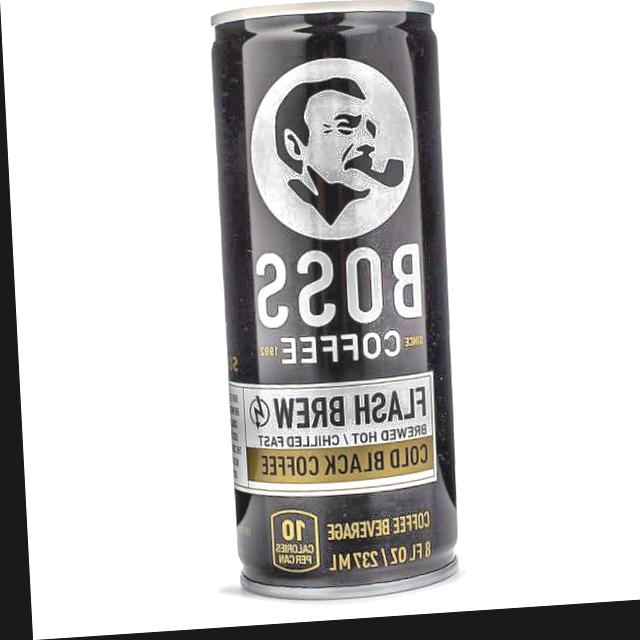 BOSS
SINCE COFFEE 1992
FLASH BREW
BREWED HOT / CHILLED FAST
COLD BLACK COFFEE
COFFEE BEVERAGE
8 FL OZ / 237 ML
10
CALORIES
PER CAN